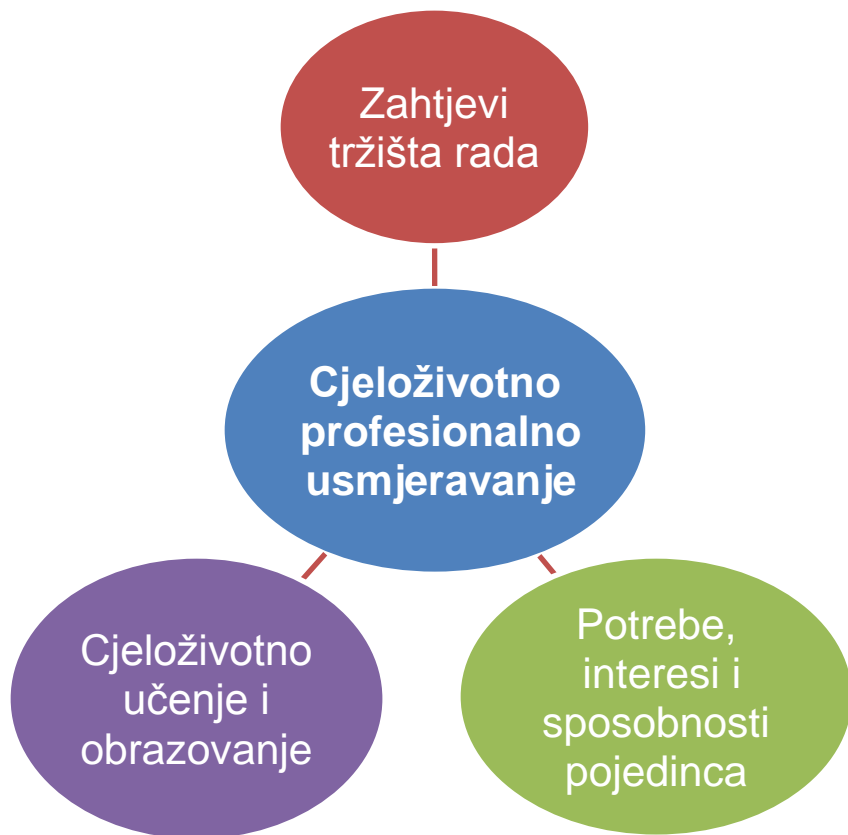 Zahtjevi
tržišta rada
Cjeloživotno
profesionalno
usmjeravanje
Cjeloživotno
učenje i
obrazovanje
Potrebe,
interesi i
sposobnosti
pojedinca